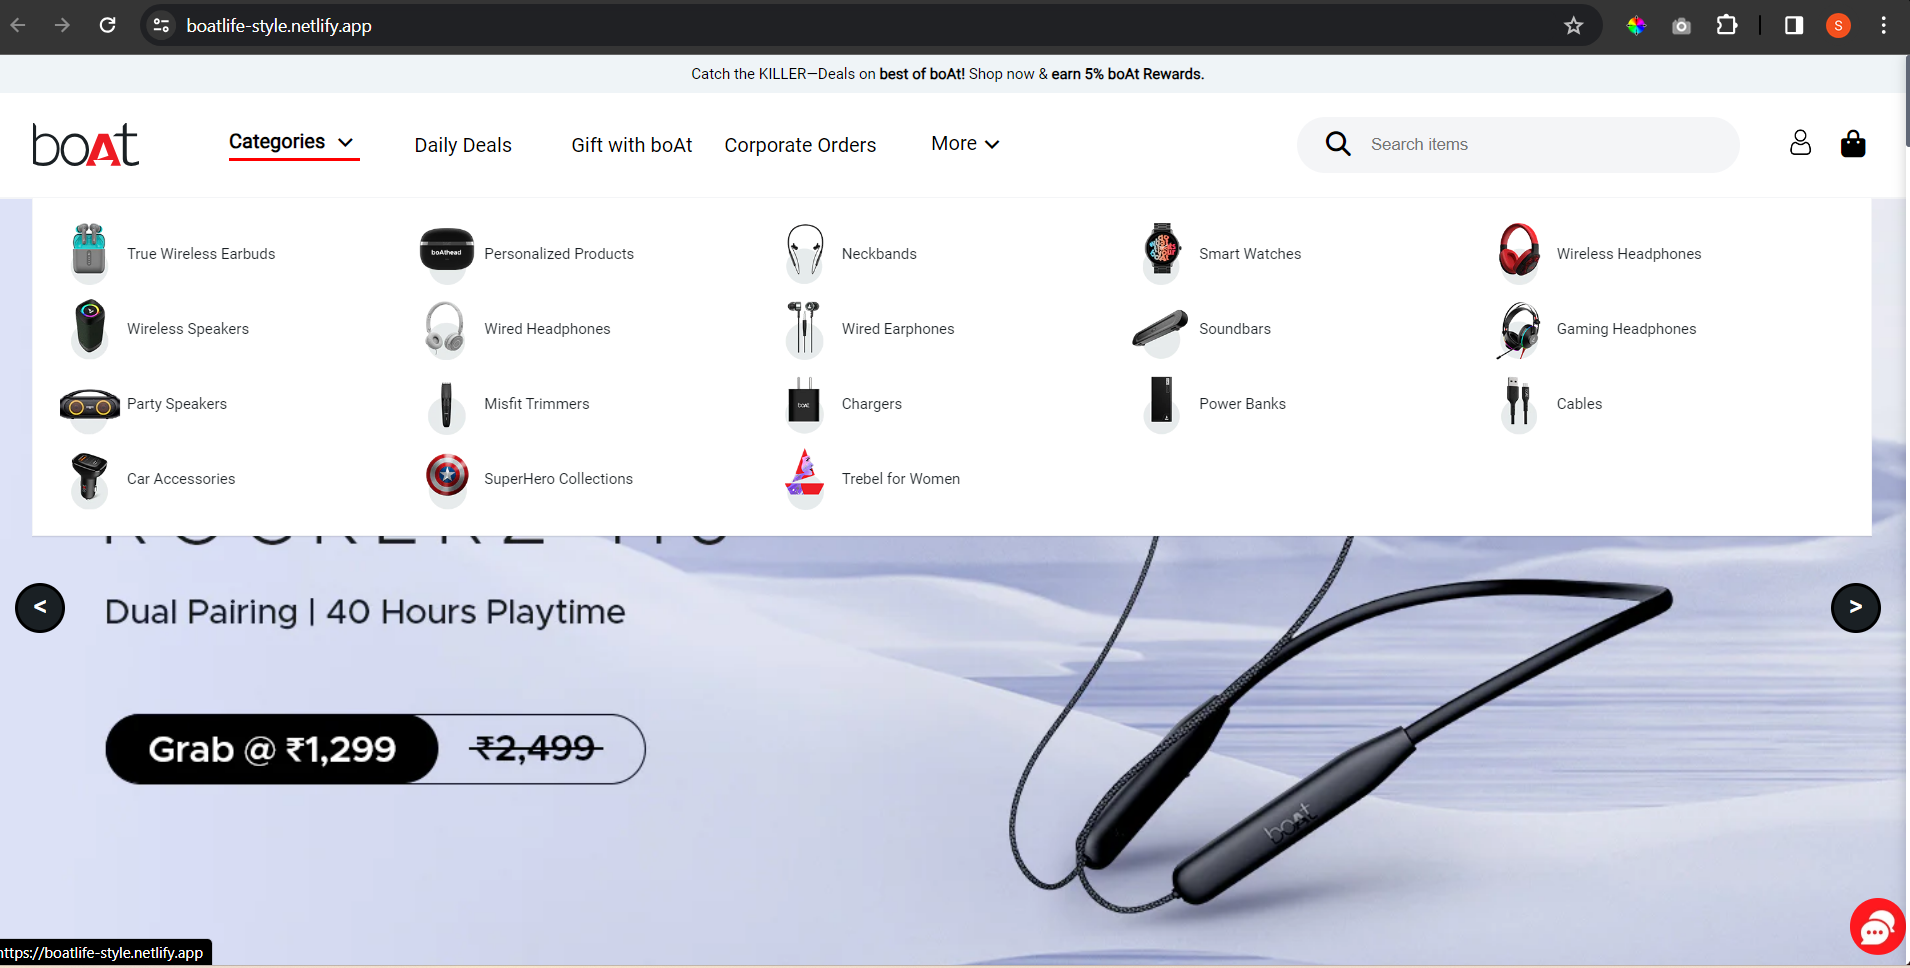 boatlife-style.netlify.app
S
Catch the KILLER—Deals on best of boAt! Shop now & earn 5% boAt Rewards.
boAt
Categories
Daily Deals
Gift with boAt
Corporate Orders
More
Search items
True Wireless Earbuds
boAthead
Personalized Products
Neckbands
Smart Watches
Wireless Headphones
Wireless Speakers
Wired Headphones
Wired Earphones
Soundbars
Gaming Headphones
Party Speakers
Misfit Trimmers
boAt
Chargers
Power Banks
Cables
Car Accessories
SuperHero Collections
Trebel for Women
<
Dual Pairing | 40 Hours Playtime
>
Grab @ ₹1,299
₹2,499
boAt
https://boatlife-style.netlify.app